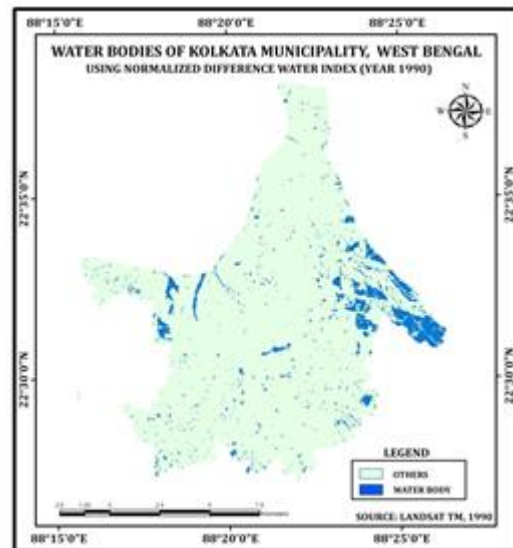 88°15'0"E 88°20'0"E 88°25'0"E
WATER BODIES OF KOLKATA MUNICIPALITY, WEST BENGAL
USING NORMALIZED DIFFERENCE WATER INDEX (YEAR 1990)
N
W E
S
22°35'0"N 22°35'0"N
22°30'0"N 22°30'0"N
LEGEND
OTHERS
WATER BODY
SOURCE: LANDSAT TM, 1990
88°15'0"E 88°20'0"E 88°25'0"E